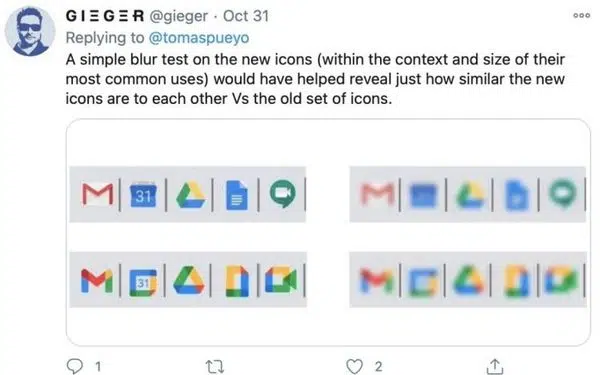 GIEGER @gieger · Oct 31
Replying to @tomaspueyo
A simple blur test on the new icons (within the context and size of their
most common uses) would have helped reveal just how similar the new
icons are to each other Vs the old set of icons.
31
31
1
2